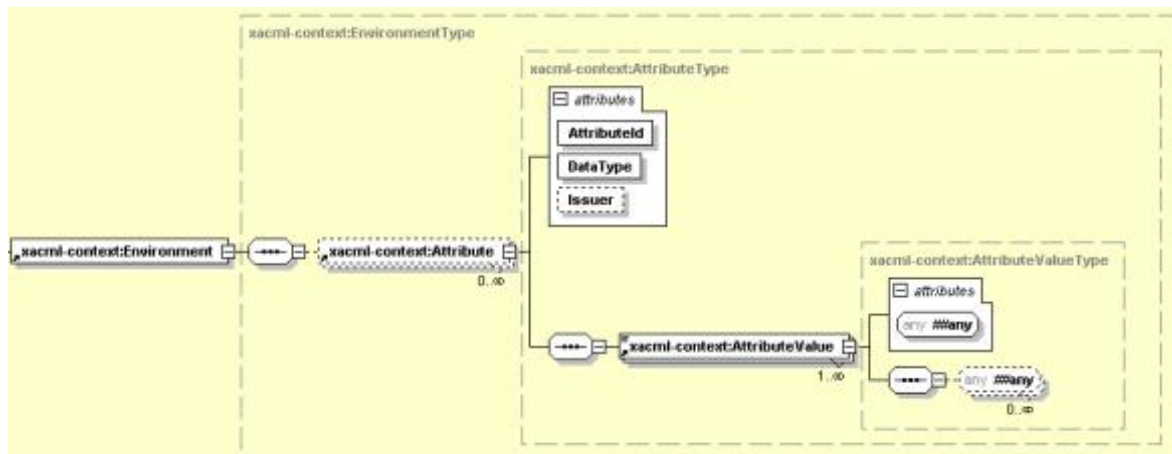 xacml-context:EnvironmentType
xacml-context:AttributeType
attributes
AttributeId
DataType
Issuer
xacml-context:Environment
xacml-context:Attribute
0..∞
xacml-context:AttributeValueType
attributes
any ##any
xacml-context:AttributeValue
1..∞
any ##any
0..∞